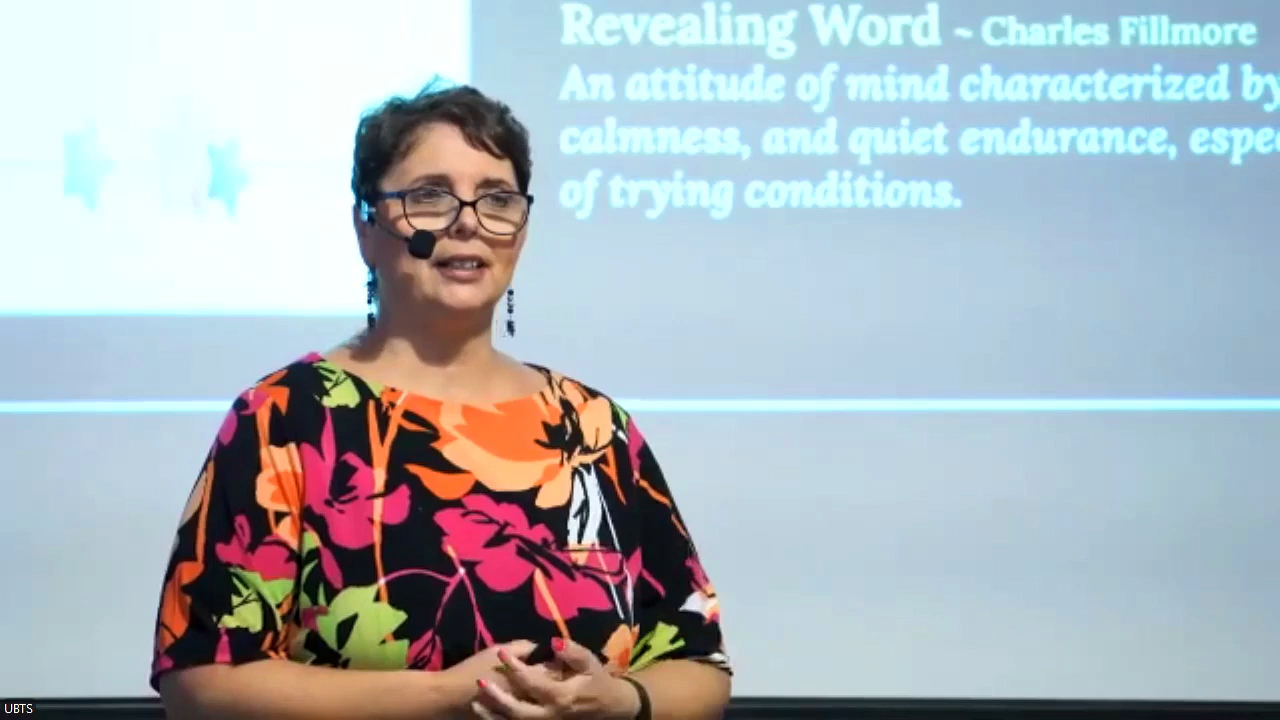 Revealing Word ~ Charles Fillmore
An attitude of mind characterized by
calmness, and quiet endurance, espe
of trying conditions.
UBTS